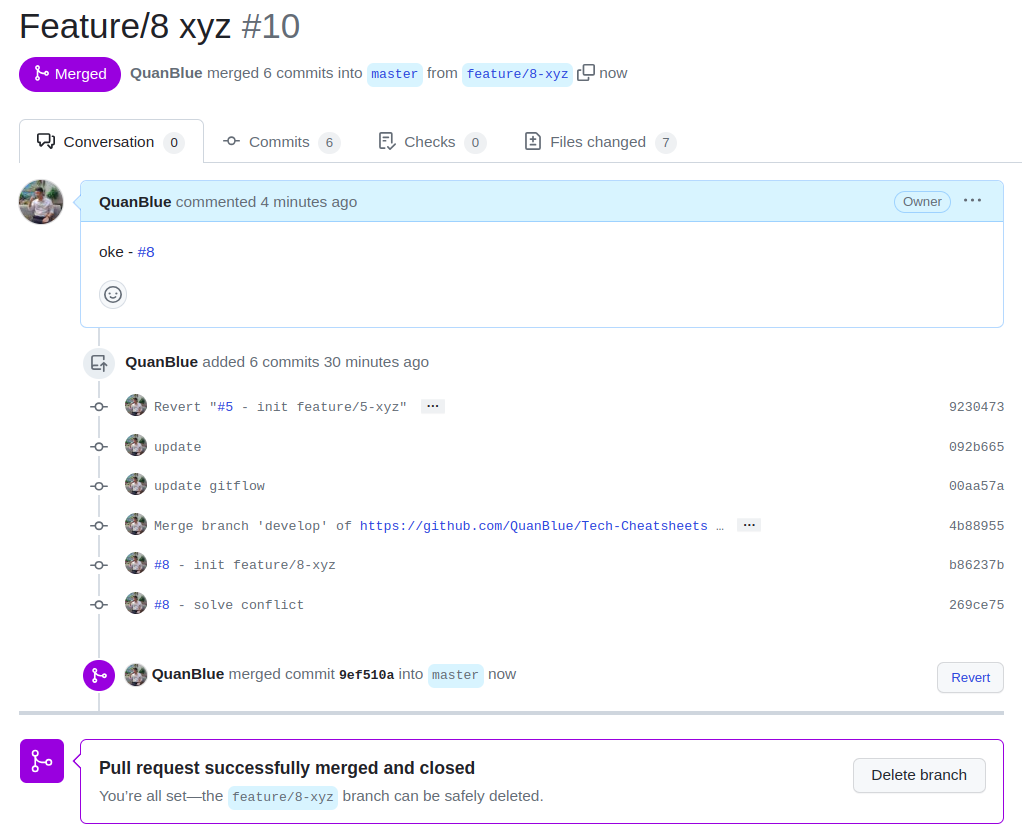 Feature/8 xyz #10
Merged QuanBlue merged 6 commits into master from feature/8-xyz now
Conversation 0 Commits 6 Checks 0 Files changed 7
QuanBlue commented 4 minutes ago Owner ...
oke - #8
QuanBlue added 6 commits 30 minutes ago
Revert "#5 - init feature/5-xyz" ... 9230473
update 092b665
update gitflow 00aa57a
Merge branch 'develop' of https://github.com/QuanBlue/Tech-Cheatsheets … ... 4b88955
#8 - init feature/8-xyz b86237b
#8 - solve conflict 269ce75
QuanBlue merged commit 9ef510a into master now Revert
Pull request successfully merged and closed
You’re all set—the feature/8-xyz branch can be safely deleted.
Delete branch